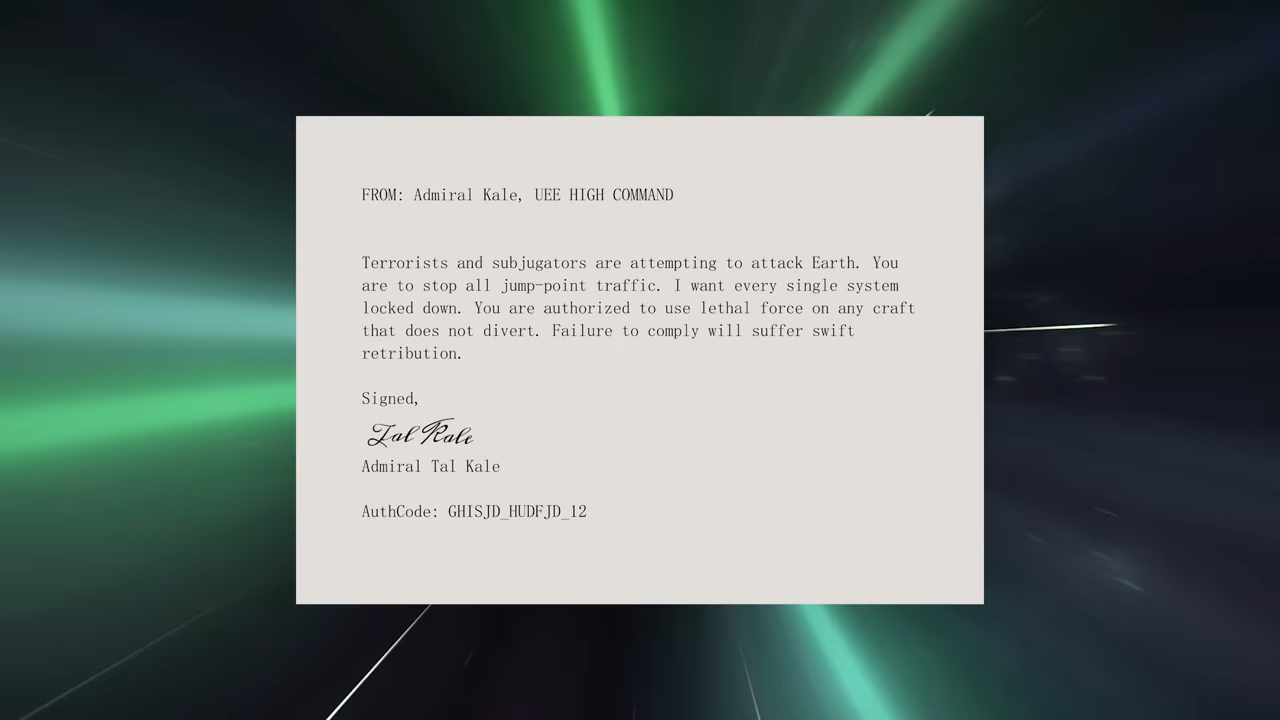 FROM: Admiral Kale, UEE HIGH COMMAND
Terrorists and subjugators are attempting to attack Earth. You
are to stop all jump-point traffic. I want every single system
locked down. You are authorized to use lethal force on any craft
that does not divert. Failure to comply will suffer swift
retribution.
Signed,
Tal Kale
Admiral Tal Kale
AuthCode: GHISJD_HUDFJD_12